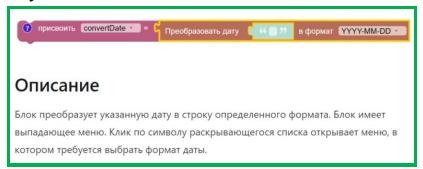 ? присвоить convertDate = Преобразовать дату “ ” в формат YYYY-MM-DD
Описание
Блок преобразует указанную дату в строку определенного формата. Блок имеет
выпадающее меню. Клик по символу раскрывающегося списка открывает меню, в
котором требуется выбрать формат даты.